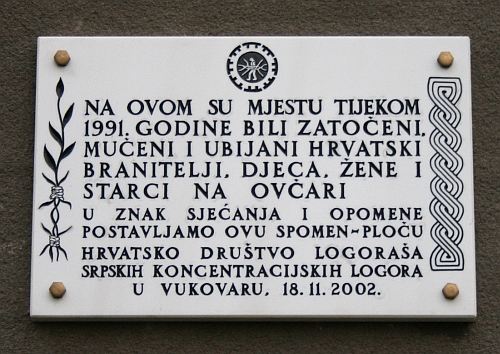 NA OVOM SU MJESTU TIJEKOM
1991. GODINE BILI ZATOČENI,
MUČENI I UBIJANI HRVATSKI
BRANITELJI, DJECA, ŽENE I
STARCI NA OVČARI
U ZNAK SJEĆANJA I OPOMENE
POSTAVLJAMO OVU SPOMEN-PLOČU
HRVATSKO DRUŠTVO LOGORAŠA
SRPSKIH KONCENTRACIJSKIH LOGORA
U VUKOVARU, 18.11.2002.